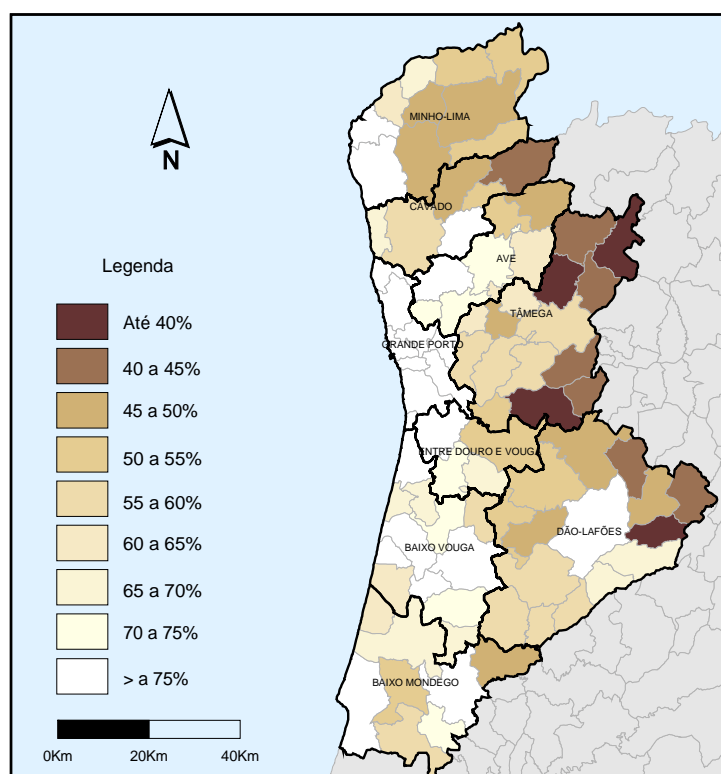 MINHO-LIMA
N
CAVADO
AVE
Legenda
TÂMEGA
Até 40%
GRANDE PORTO
40 a 45%
45 a 50%
50 a 55%
ENTRE DOURO E VOUGA
55 a 60%
DÃO-LAFÕES
60 a 65%
BAIXO VOUGA
65 a 70%
70 a 75%
> a 75%
BAIXO MONDEGO
0Km 20Km 40Km